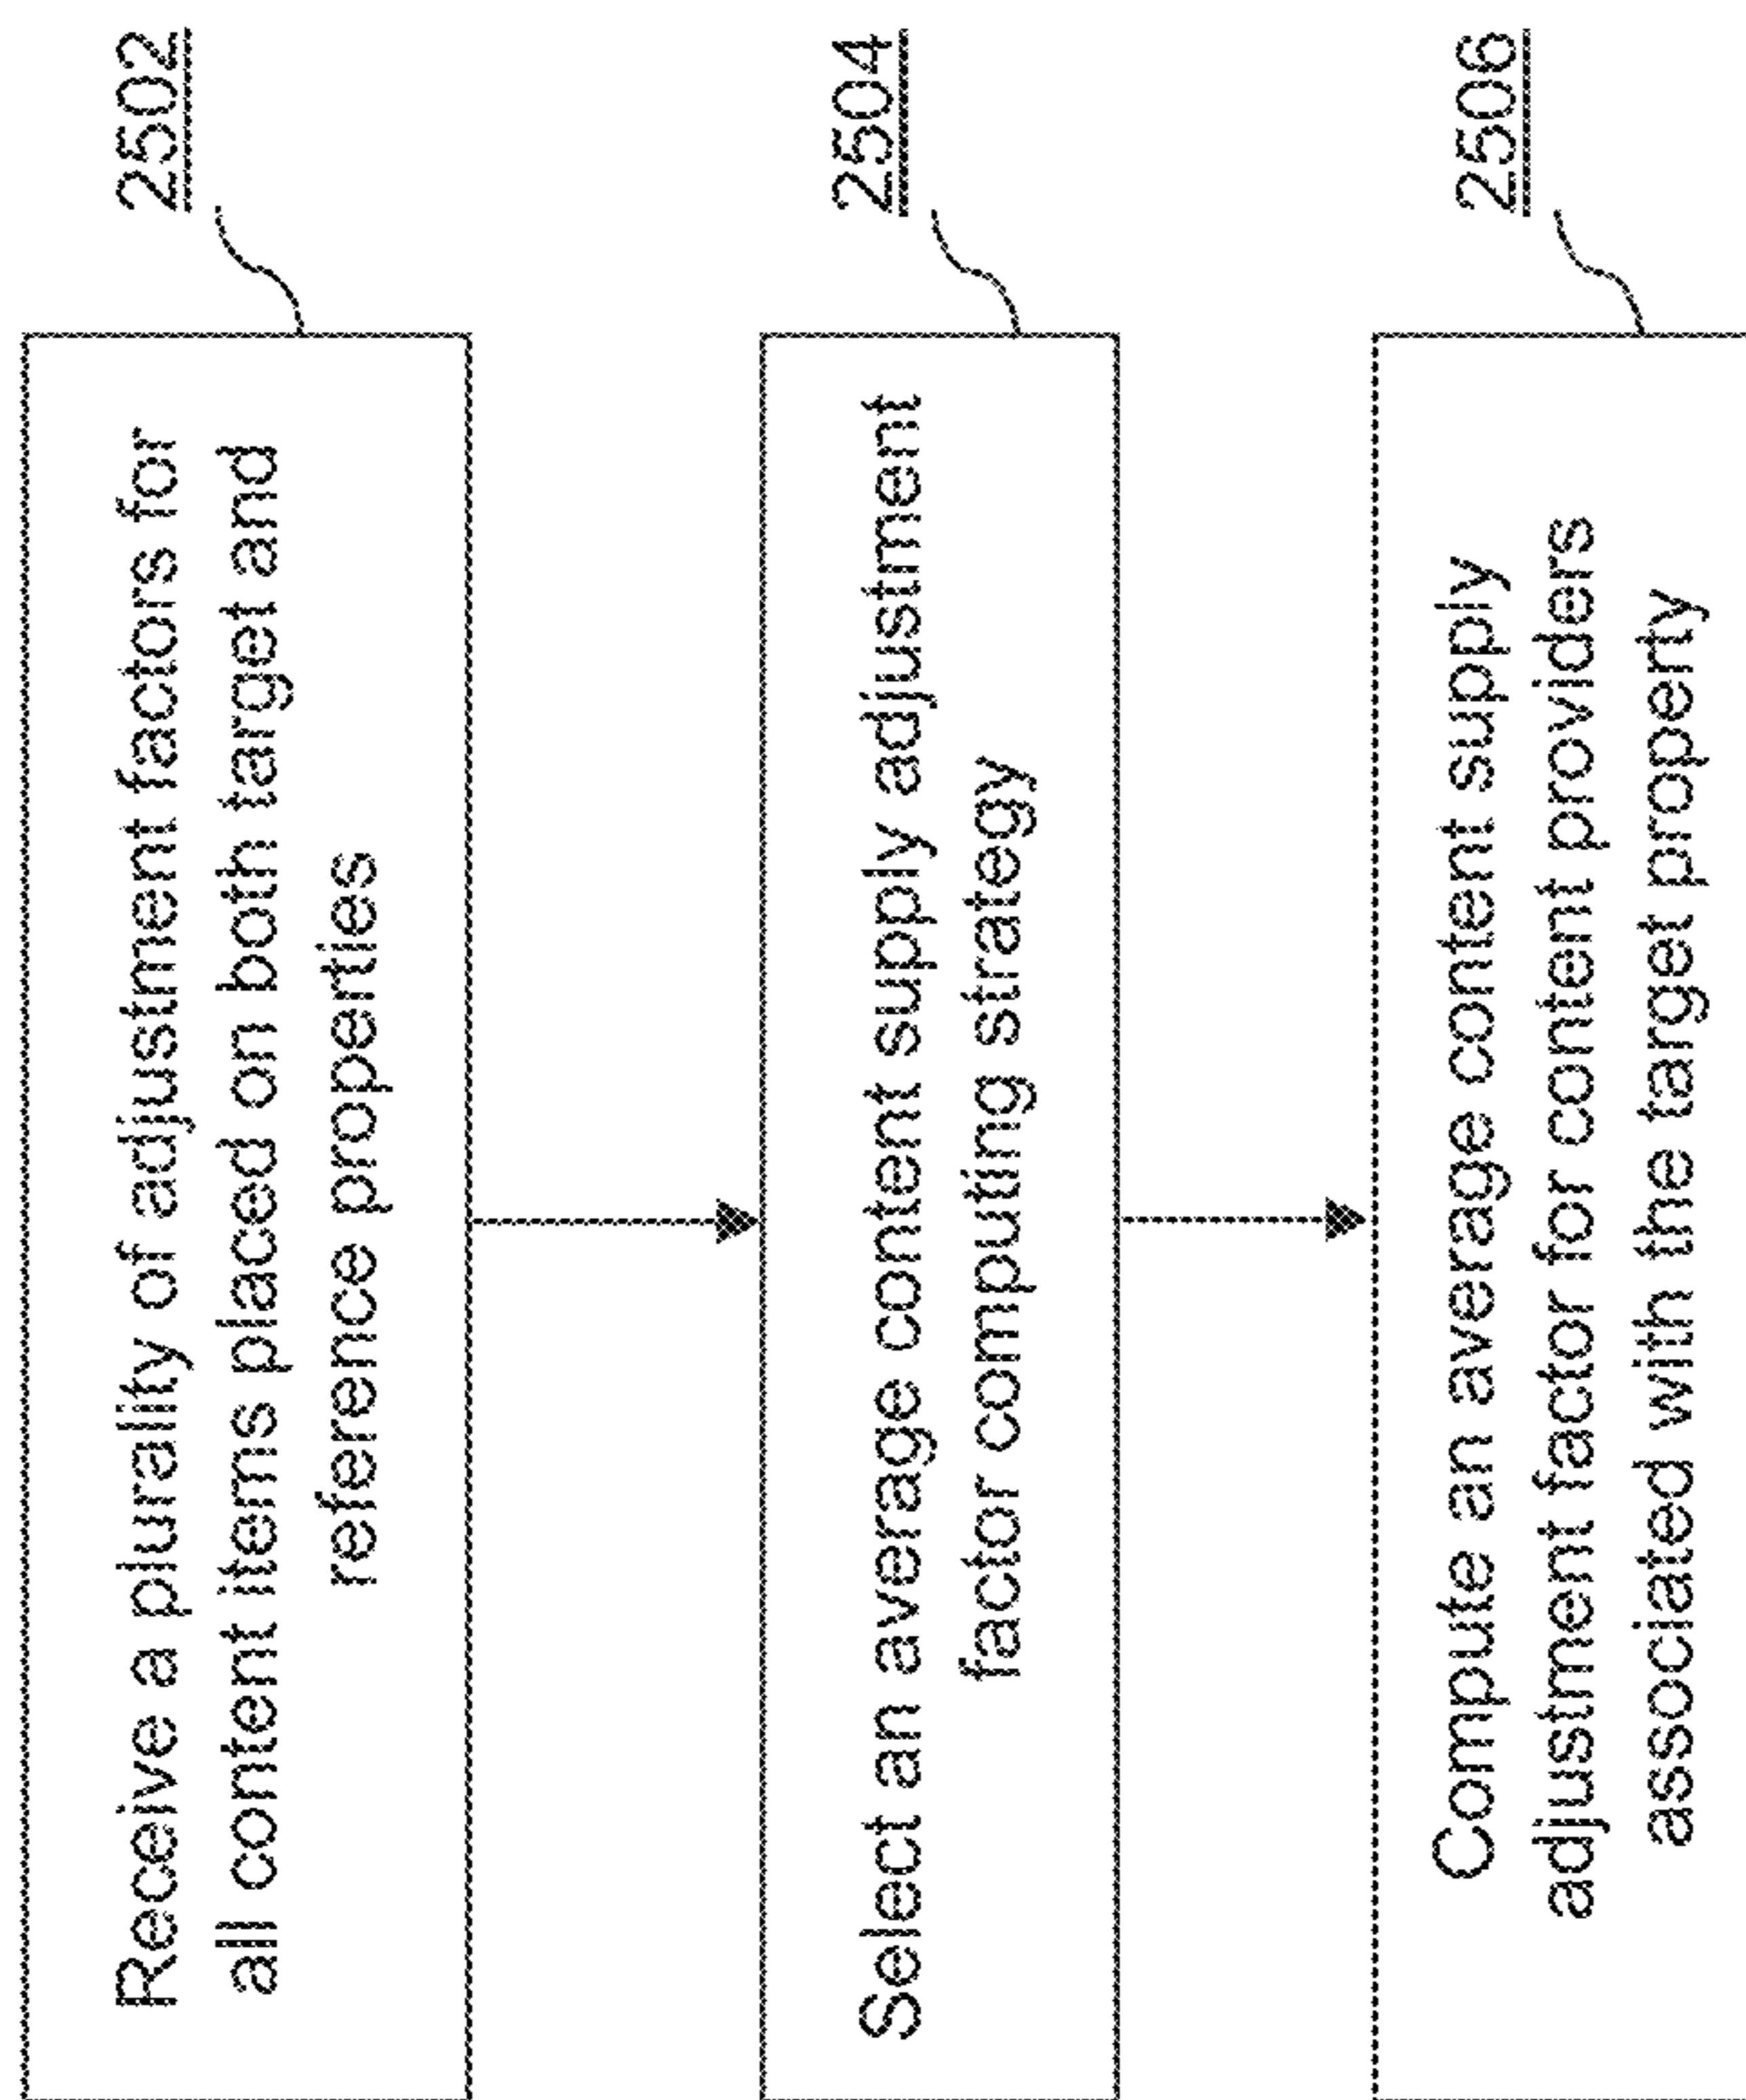 Receive a plurality of adjustment factors for
all content items placed on both target and
reference properties
2502
Select an average content supply adjustment
factor computing strategy
2504
Compute an average content supply
adjustment factor for content providers
associated with the target property
2506